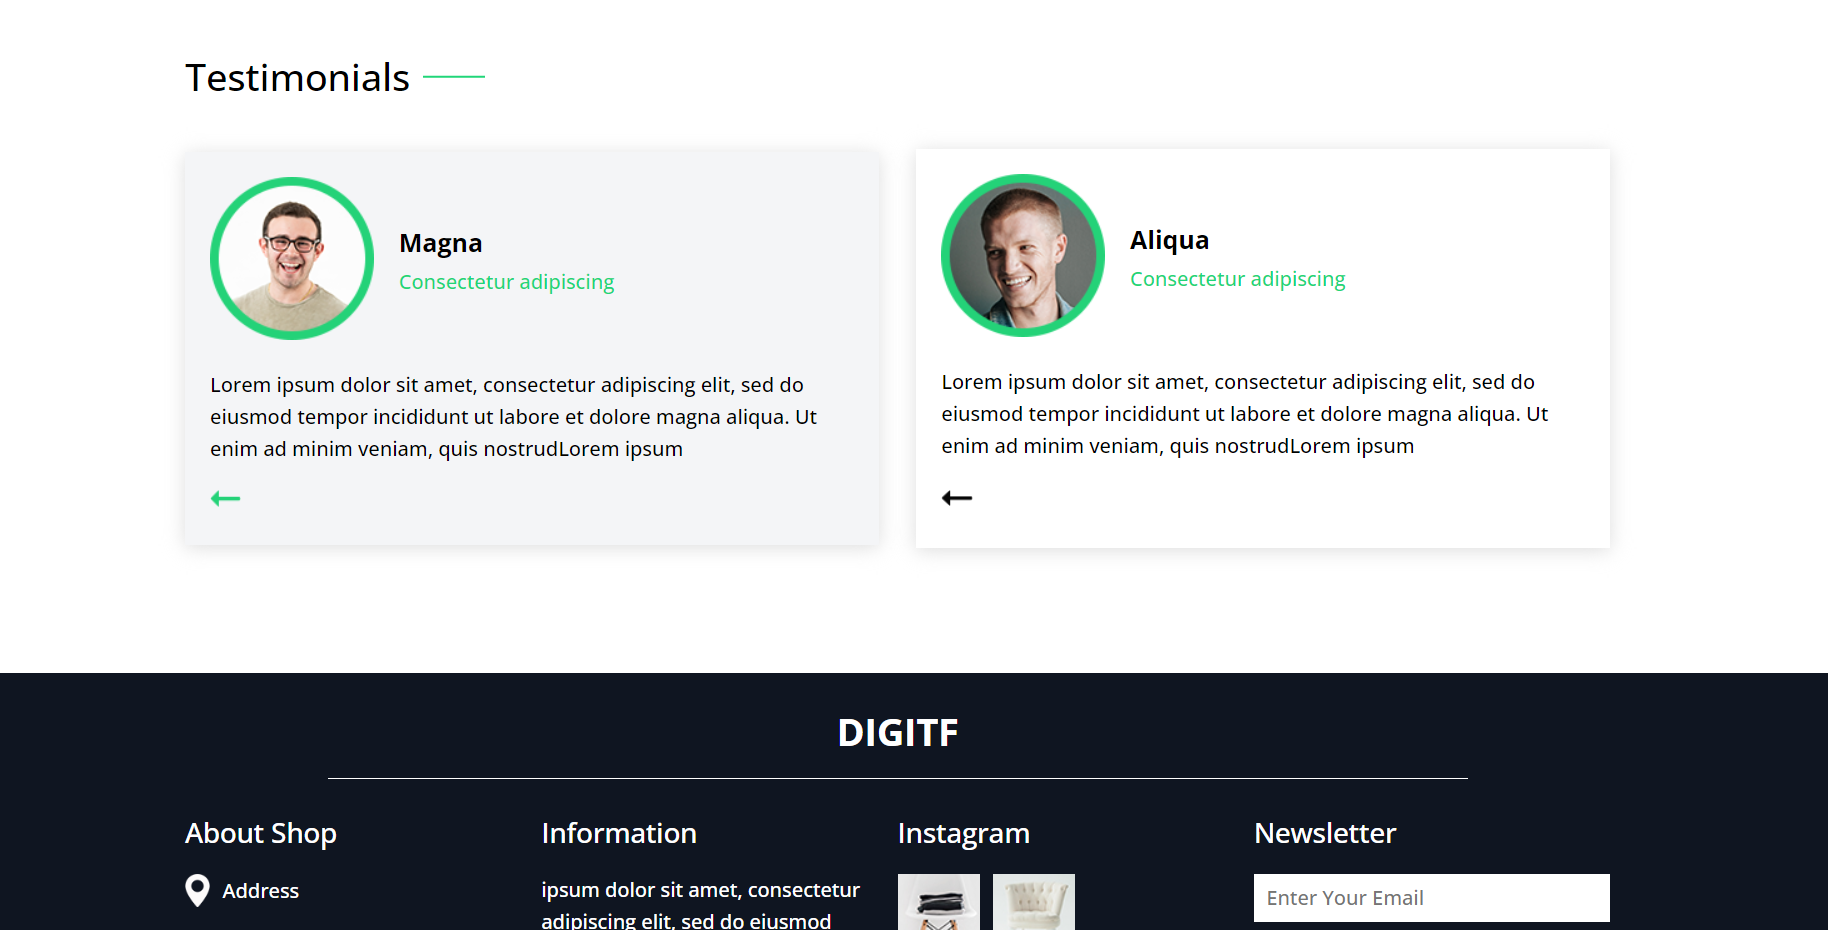 Testimonials
Magna
Consectetur adipiscing
Lorem ipsum dolor sit amet, consectetur adipiscing elit, sed do
eiusmod tempor incididunt ut labore et dolore magna aliqua. Ut
enim ad minim veniam, quis nostrudLorem ipsum
Aliqua
Consectetur adipiscing
Lorem ipsum dolor sit amet, consectetur adipiscing elit, sed do
eiusmod tempor incididunt ut labore et dolore magna aliqua. Ut
enim ad minim veniam, quis nostrudLorem ipsum
DIGITF
About Shop
Address
Information
ipsum dolor sit amet, consectetur
adipiscing elit, sed do eiusmod
Instagram
Newsletter
Enter Your Email